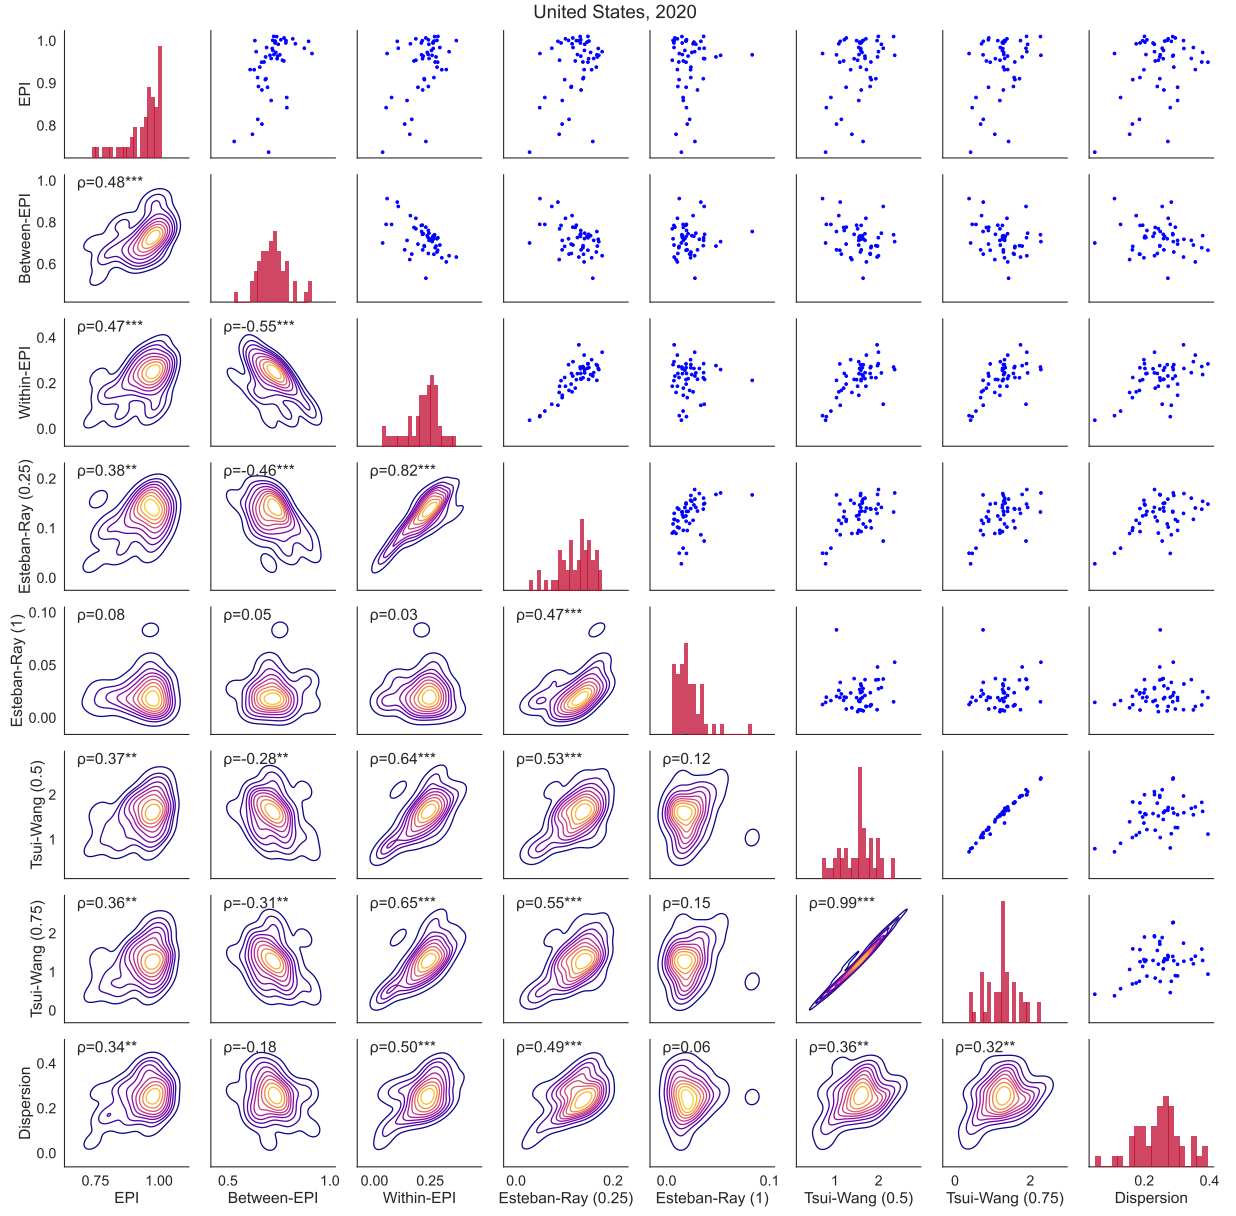 United States, 2020
1.0
0.9
0.8
EPI
1.0
0.8
0.6
Between-EPI
ρ=0.48***
0.4
0.2
0.0
Within-EPI
ρ=0.47***
ρ=-0.55***
0.2
0.1
0.0
Esteban-Ray (0.25)
ρ=0.38**
ρ=-0.46***
ρ=0.82***
0.10
0.05
0.00
Esteban-Ray (1)
ρ=0.08
ρ=0.05
ρ=0.03
ρ=0.47***
2
1
Tsui-Wang (0.5)
ρ=0.37**
ρ=-0.28**
ρ=0.64***
ρ=0.53***
ρ=0.12
2
1
0
Tsui-Wang (0.75)
ρ=0.36**
ρ=-0.31**
ρ=0.65***
ρ=0.55***
ρ=0.15
ρ=0.99***
0.4
0.2
0.0
Dispersion
ρ=0.34**
ρ=-0.18
ρ=0.50***
ρ=0.49***
ρ=0.06
ρ=0.36**
ρ=0.32**
0.75 1.00
EPI
0.5 1.0
Between-EPI
0.00 0.25
Within-EPI
0.0 0.2
Esteban-Ray (0.25)
0.0 0.1
Esteban-Ray (1)
1 2
Tsui-Wang (0.5)
0 2
Tsui-Wang (0.75)
0.2 0.4
Dispersion